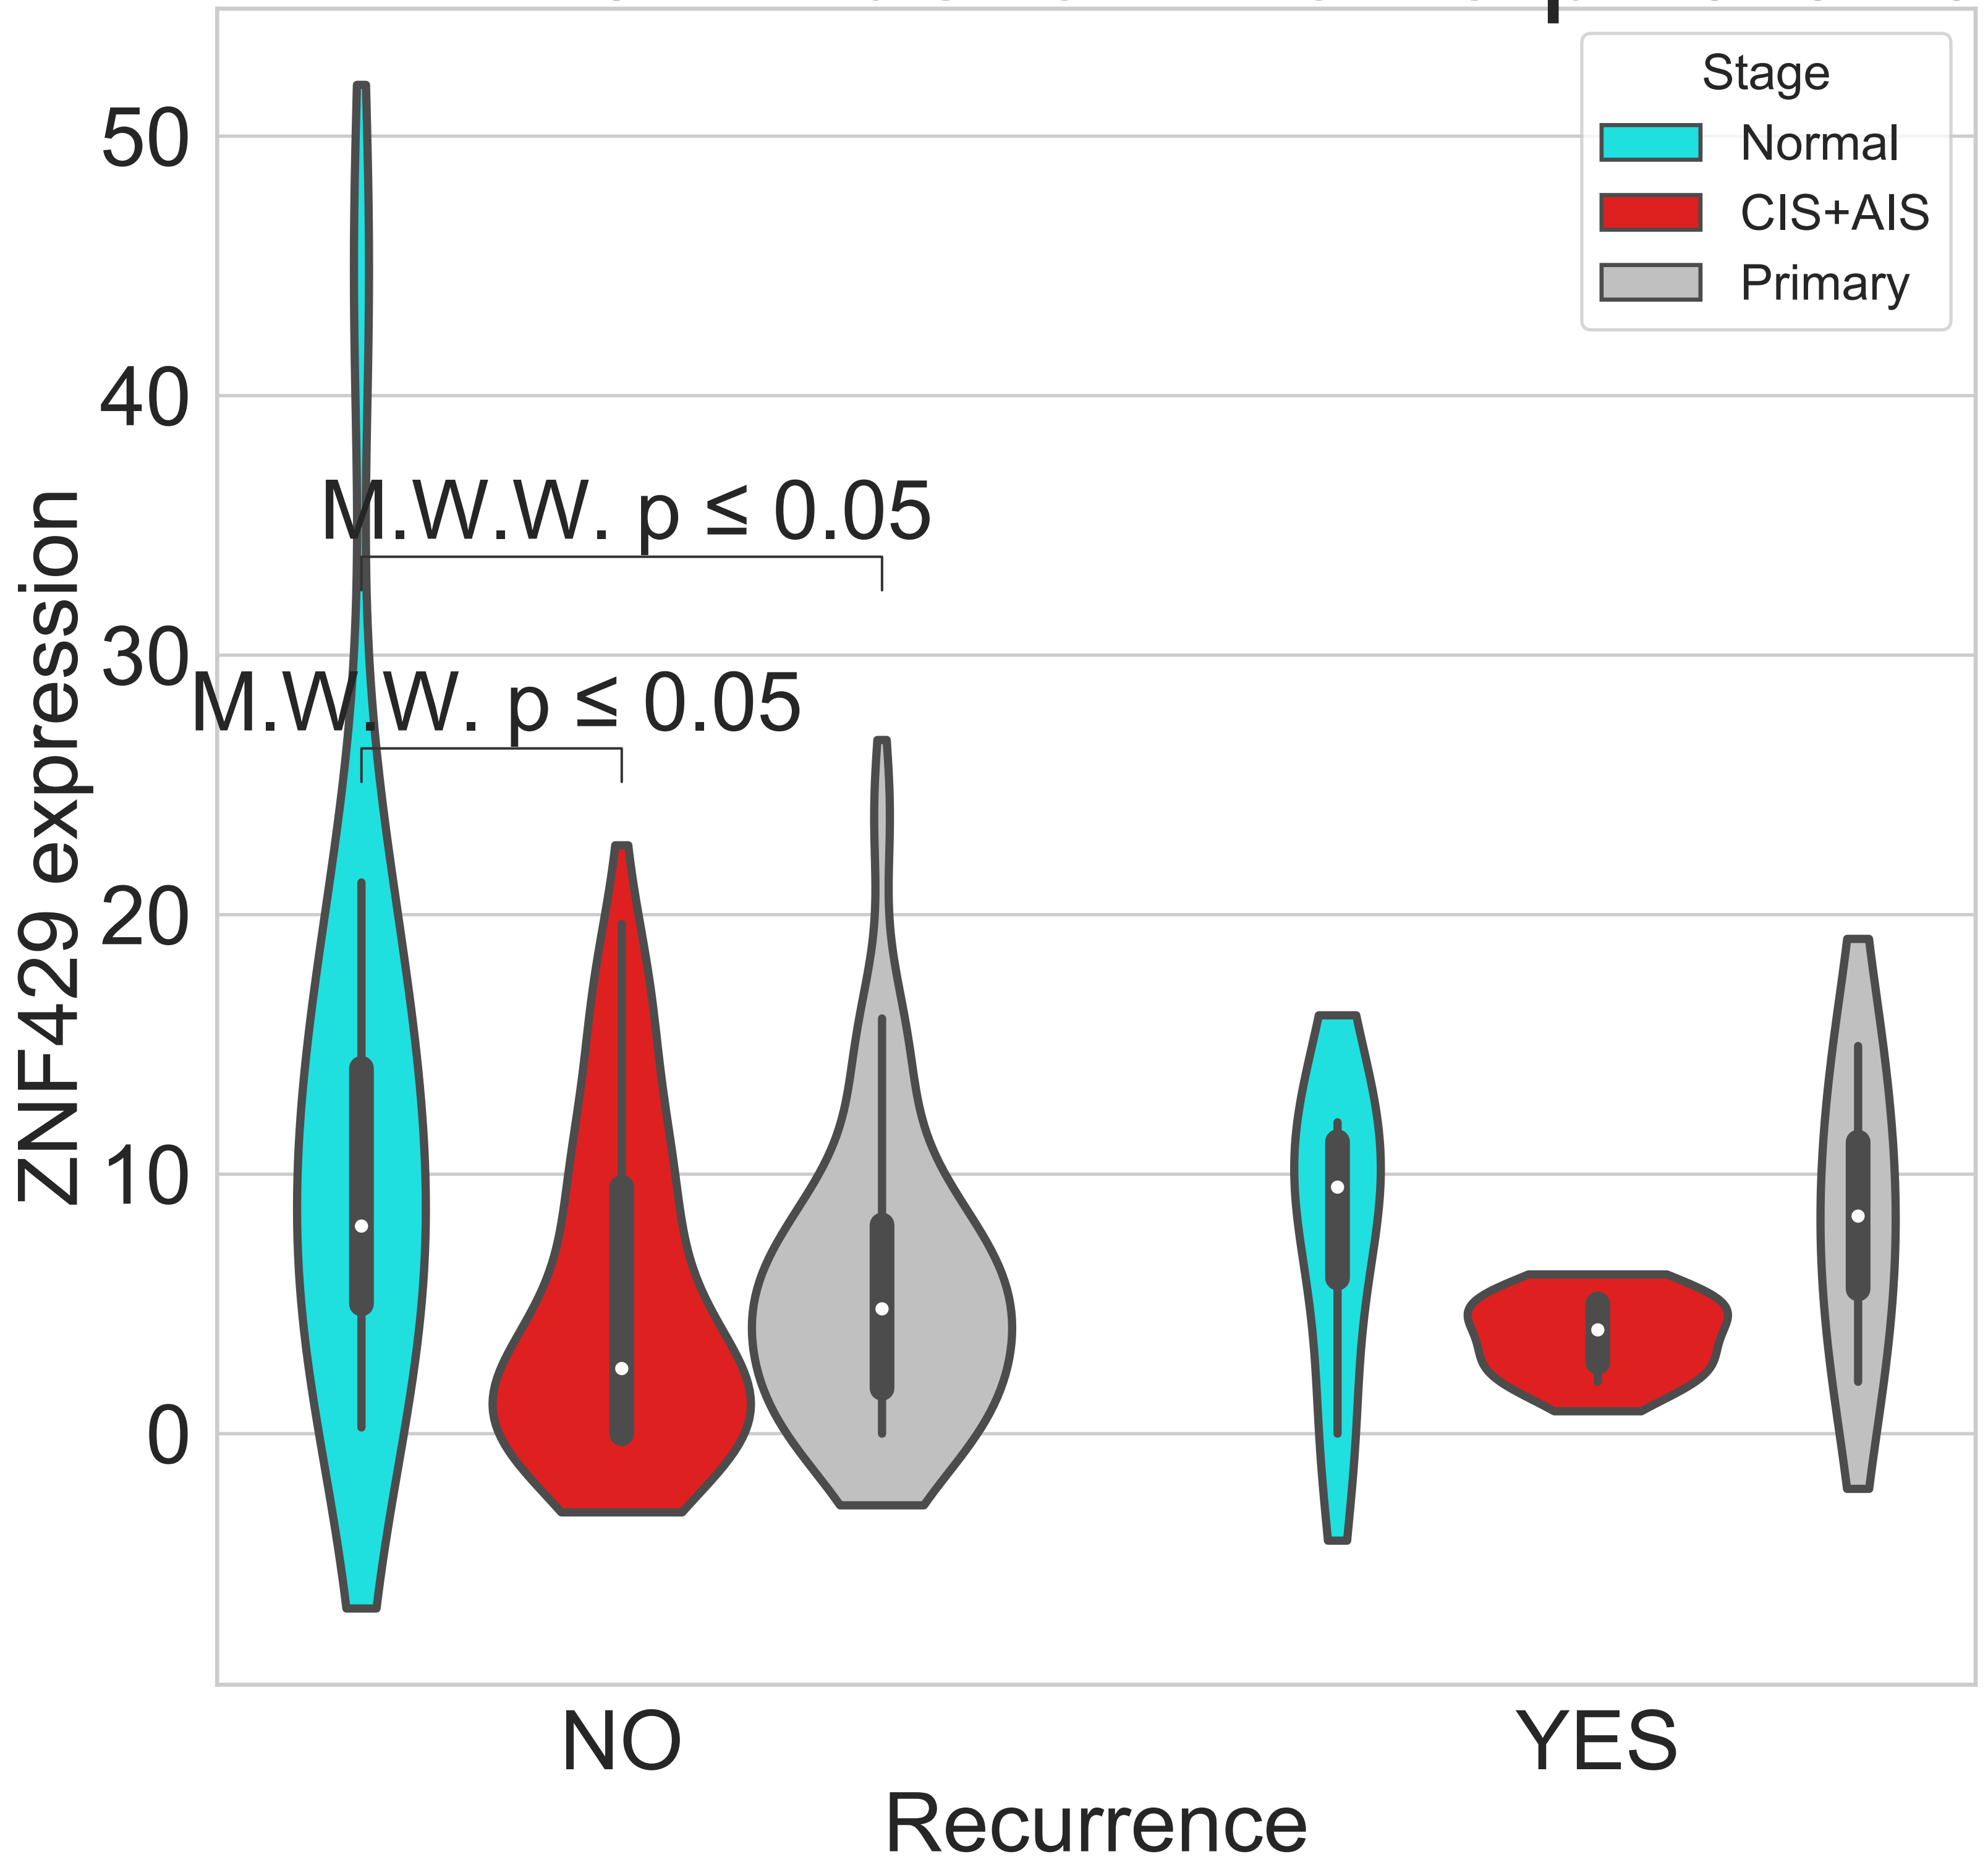 Stage
Normal
CIS+AIS
Primary
50
40
30
20
10
0
ZNF429 expression
M.W.W. p ≤ 0.05
M.W.W. p ≤ 0.05
NO
YES
Recurrence